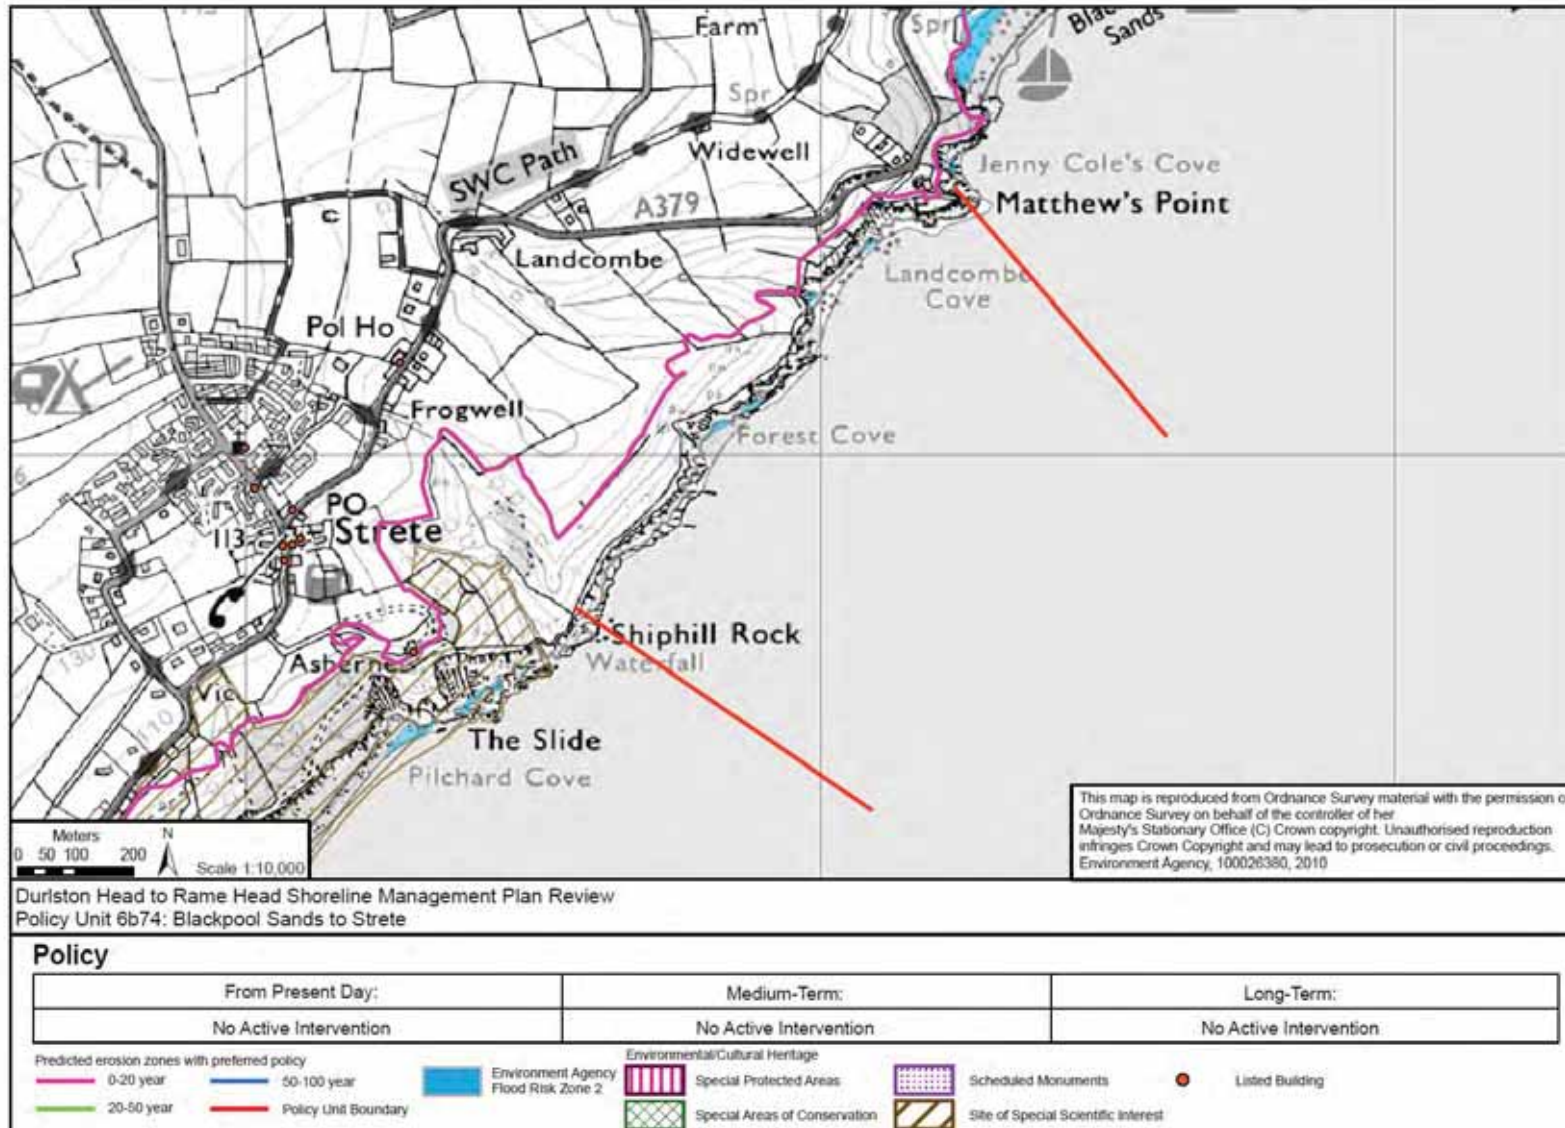 Farm
Spr
Sands
Spr
CP
Widewell
Jenny Cole's Cove
SWC Path
A379
Matthew's Point
C
Landcombe
Landcombe
Cove
Pol Ho
Frogwell
Forest Cove
PO
113
Strete
Shiphill Rock
Waterfall
130
Vic
110
The Slide
Pilchard Cove
Meters
0 50 100 200
N
Scale 1:10,000
This map is reproduced from Ordnance Survey material with the permission
Ordnance Survey on behalf of the controller of her
Majesty's Stationary Office (C) Crown copyright. Unauthorised reproduction
infringes Crown Copyright and may lead to prosecution or civil proceedings.
Environment Agency, 100026380, 2010
Durlston Head to Rame Head Shoreline Management Plan Review
Policy Unit 6b74: Blackpool Sands to Strete
Policy
From Present Day: Medium-Term: Long-Term:
No Active Intervention No Active Intervention No Active Intervention
Predicted erosion zones with preferred policy
0-20 year
50-100 year
20-50 year
Policy Unit Boundary
Environment Agency
Flood Risk Zone 2
Environmental/Cultural Heritage
Special Protected Areas
Scheduled Monuments
Listed Building
Special Areas of Conservation
Site of Special Scientific Interest